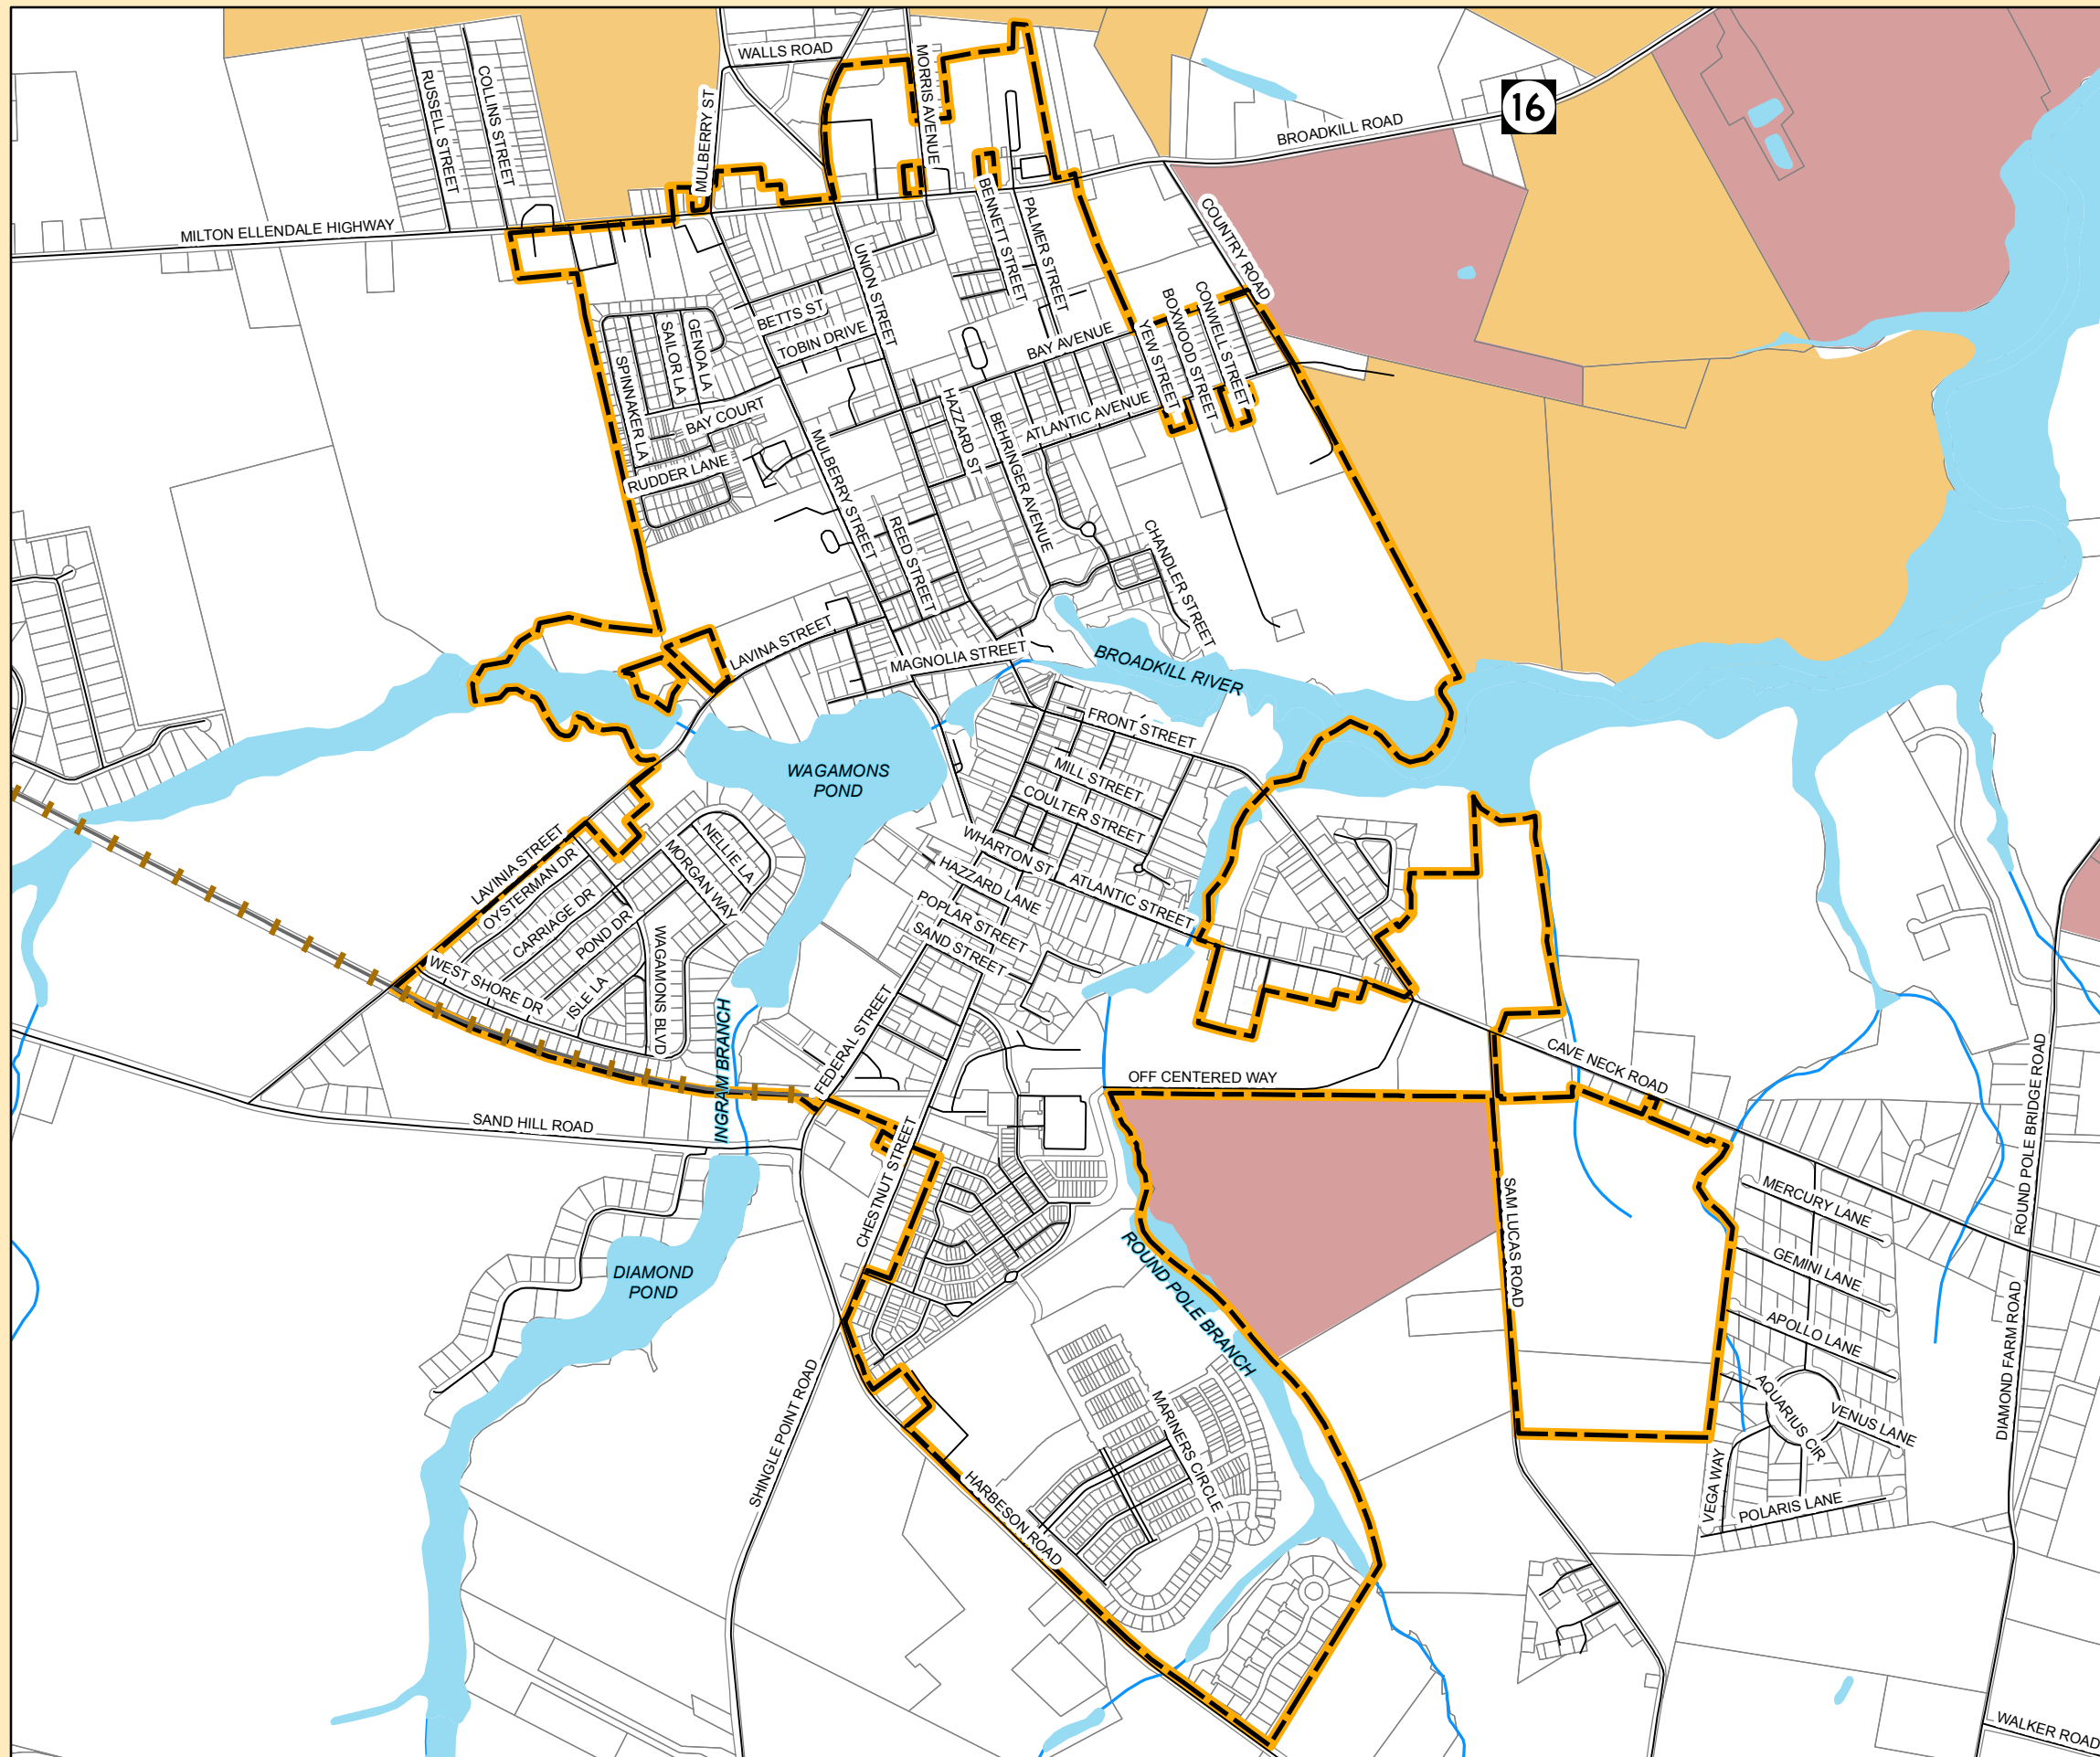 WALLS ROAD
MORRIS AVENUE
RUSSELL STREET
COLLINS STREET
MULBERRY ST
16
BROADKILL ROAD
MILTON ELLENDALE HIGHWAY
BENNETT STREET
PALMER STREET
COUNTRY ROAD
UNION STREET
BETTS ST
TOBIN DRIVE
GENOA LA
SAILOR LA
SPINNAKER LA
BAY AVENUE
YEW STREET
BOXWOOD STREET
CONWELL STREET
BAY COURT
HAZZARD ST
BEHRINGER AVENUE
ATLANTIC AVENUE
RUDDER LANE
MULBERRY STREET
REED STREET
CHANDLER STREET
LAVINA STREET
MAGNOLIA STREET
BROADKILL RIVER
FRONT STREET
WAGAMONS
POND
MILL STREET
COULTER STREET
WHARTON ST
LAVINIA STREET
OYSTERMAN DR
NELLIE LA
MORGAN WAY
CARRIAGE DR
POND DR
HAZZARD LANE
ATLANTIC STREET
POPLAR STREET
SAND STREET
WAGAMONS BLVD
WEST SHORE DR
ISLE LA
INGRAM BRANCH
FEDERAL STREET
OFF CENTERED WAY
CAVE NECK ROAD
ROUND POLE BRIDGE ROAD
SAND HILL ROAD
CHESTNUT STREET
MERCURY LANE
SAM LUCAS ROAD
GEMINI LANE
DIAMOND
POND
ROUND POLE BRANCH
APOLLO LANE
DIAMOND FARM ROAD
SHINGLE POINT ROAD
MARINERS CIRCLE
AQUARIUS CIR
VENUS LANE
HARBESON ROAD
VEGA WAY
POLARIS LANE
WALKER ROAD